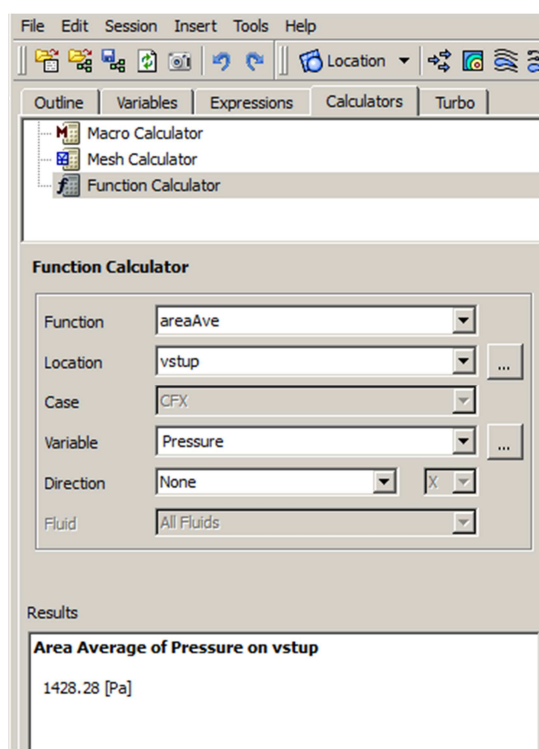 File Edit Session Insert Tools Help
Location
Outline Variables Expressions Calculators Turbo
Macro Calculator
Mesh Calculator
Function Calculator
Function Calculator
Function areaAve
Location vstup ...
Case CFX
Variable Pressure ...
Direction None X
Fluid All Fluids
Results
Area Average of Pressure on vstup
1428.28 [Pa]